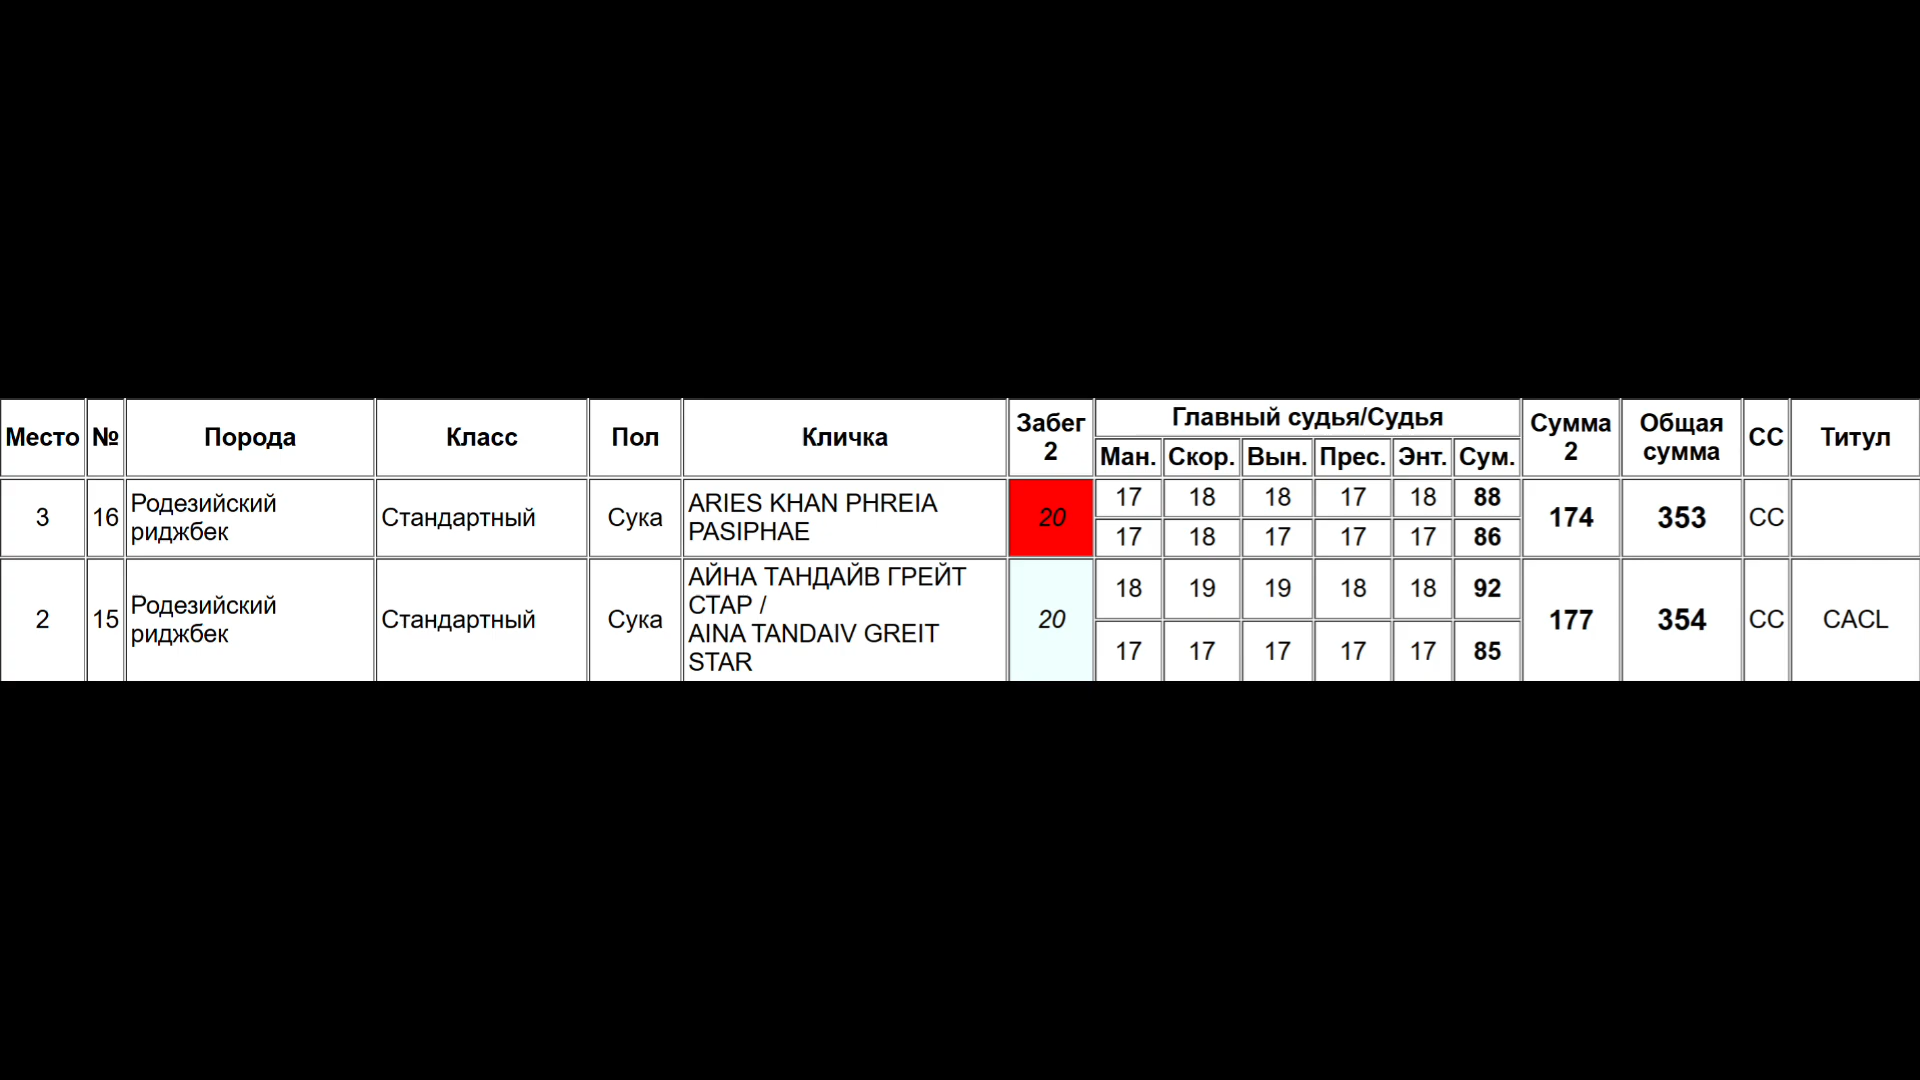 Место № Порода Класс Пол Кличка Забег 2 Главный судья/Судья Сумма 2 Общая сумма СС Титул
Ман. Скор. Вын. Прес. Энт. Сум.
3 16 Родезийский риджбек Стандартный Сука ARIES KHAN PHREIA PASIPHAE 20 17 18 18 17 18 88 174 353 CC
17 18 17 17 17 86
2 15 Родезийский риджбек Стандартный Сука АЙНА ТАНДАЙВ ГРЕЙТ СТАР / AINA TANDAIV GREIT STAR 20 18 19 19 18 18 92 177 354 CC CACL
17 17 17 17 17 85